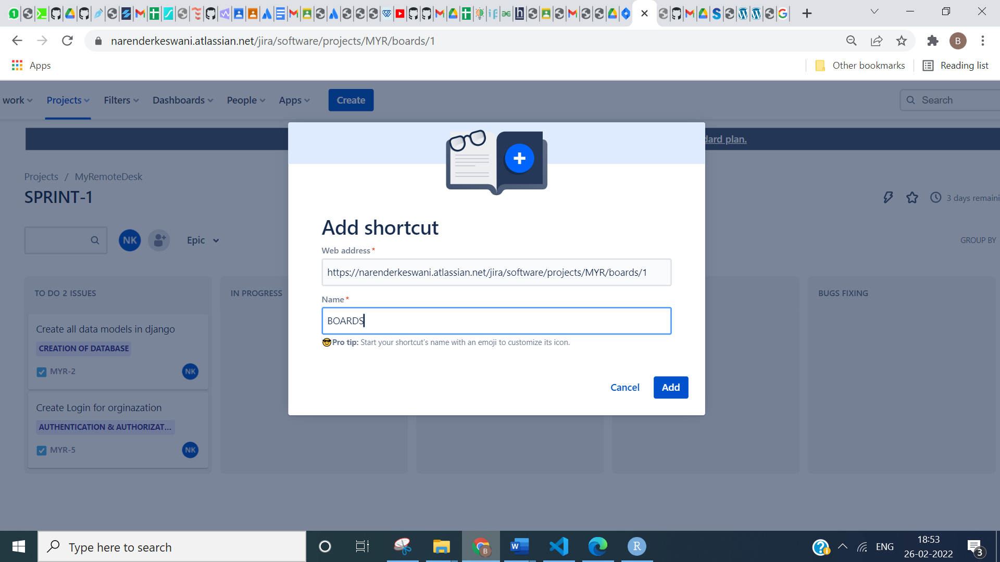 narenderkeswani.atlassian.net/jira/software/projects/MYR/boards/1
B
Apps
Other bookmarks
Reading list
work
Projects
Filters
Dashboards
People
Apps
Create
Search
dard plan.
Projects / MyRemoteDesk
SPRINT-1
3 days remaini
NK
Epic
GROUP BY
Add shortcut
Web address *
https://narenderkeswani.atlassian.net/jira/software/projects/MYR/boards/1
Name *
BOARDS
😎Pro tip: Start your shortcut's name with an emoji to customize its icon.
Cancel
Add
TO DO 2 ISSUES
Create all data models in django
CREATION OF DATABASE
MYR-2
NK
Create Login for orginazation
AUTHENTICATION & AUTHORIZAT...
MYR-5
NK
IN PROGRESS
BUGS FIXING
Type here to search
B
W
R
ENG
18:53
26-02-2022
3